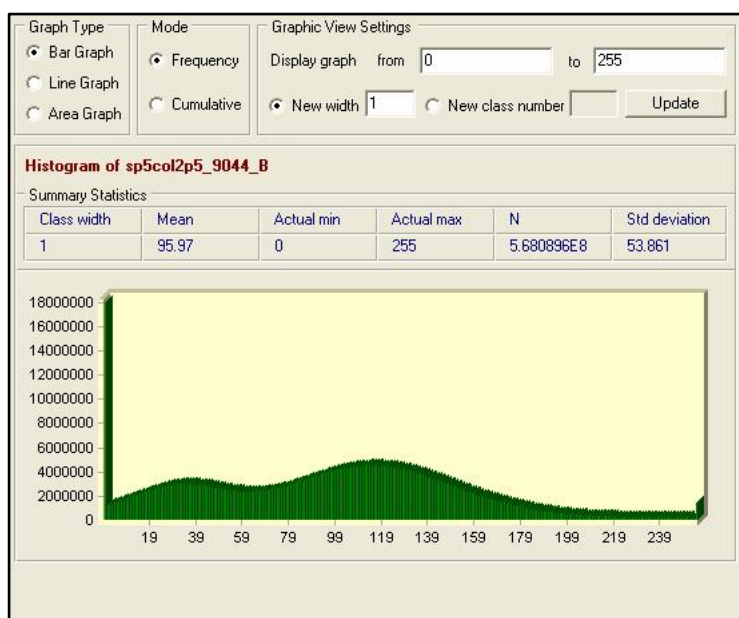 Graph Type
Bar Graph
Line Graph
Area Graph
Mode
Frequency
Cumulative
Graphic View Settings
Display graph from 0 to 255
New width 1 New class number Update
Histogram of sp5col2p5_9044_B
Summary Statistics
Class width Mean Actual min Actual max N Std deviation
1 95.97 0 255 5.680896E8 53.861
18000000
16000000
14000000
12000000
10000000
8000000
6000000
4000000
2000000
0
19 39 59 79 99 119 139 159 179 199 219 239